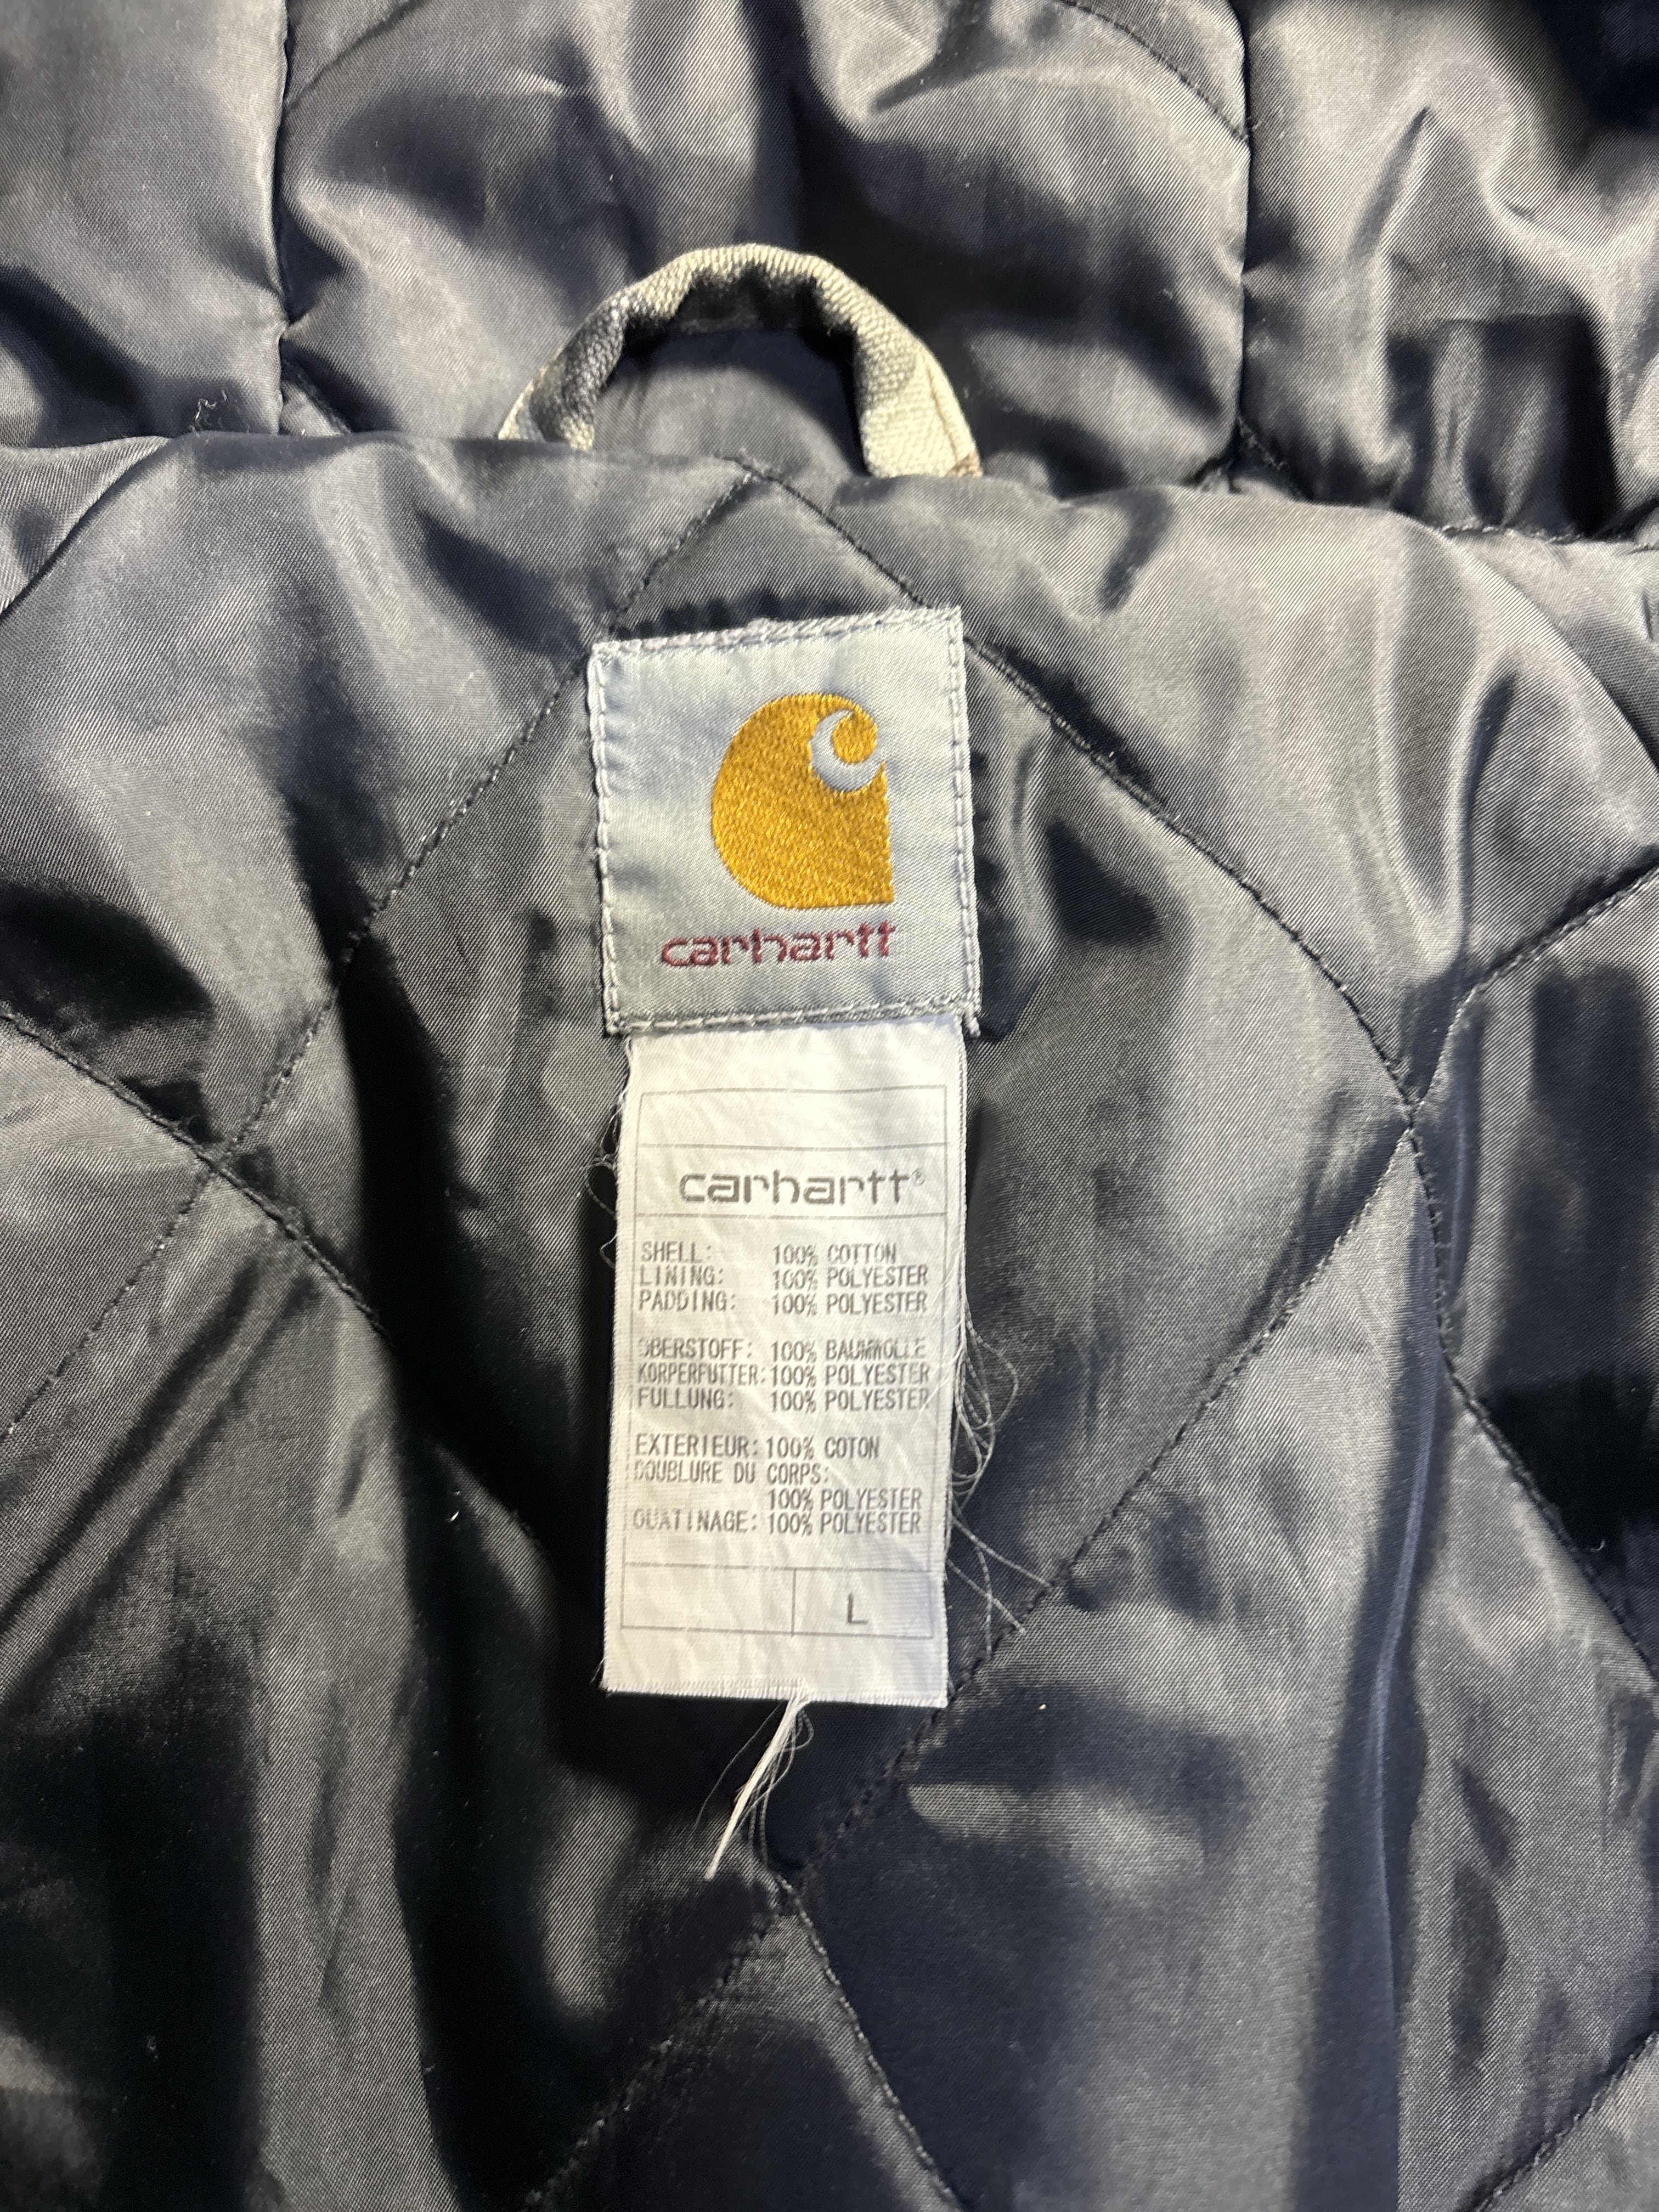 carhartt
carhartt®
SHELL: 100% COTTON
LINING: 100% POLYESTER
PADDING: 100% POLYESTER
OBERSTOFF: 100% BAUMWOLLE
KORPERFUTTER: 100% POLYESTER
FULLUNG: 100% POLYESTER
EXTERIEUR: 100% COTON
DOUBLURE DU CORPS:
100% POLYESTER
OUATINAGE: 100% POLYESTER
L